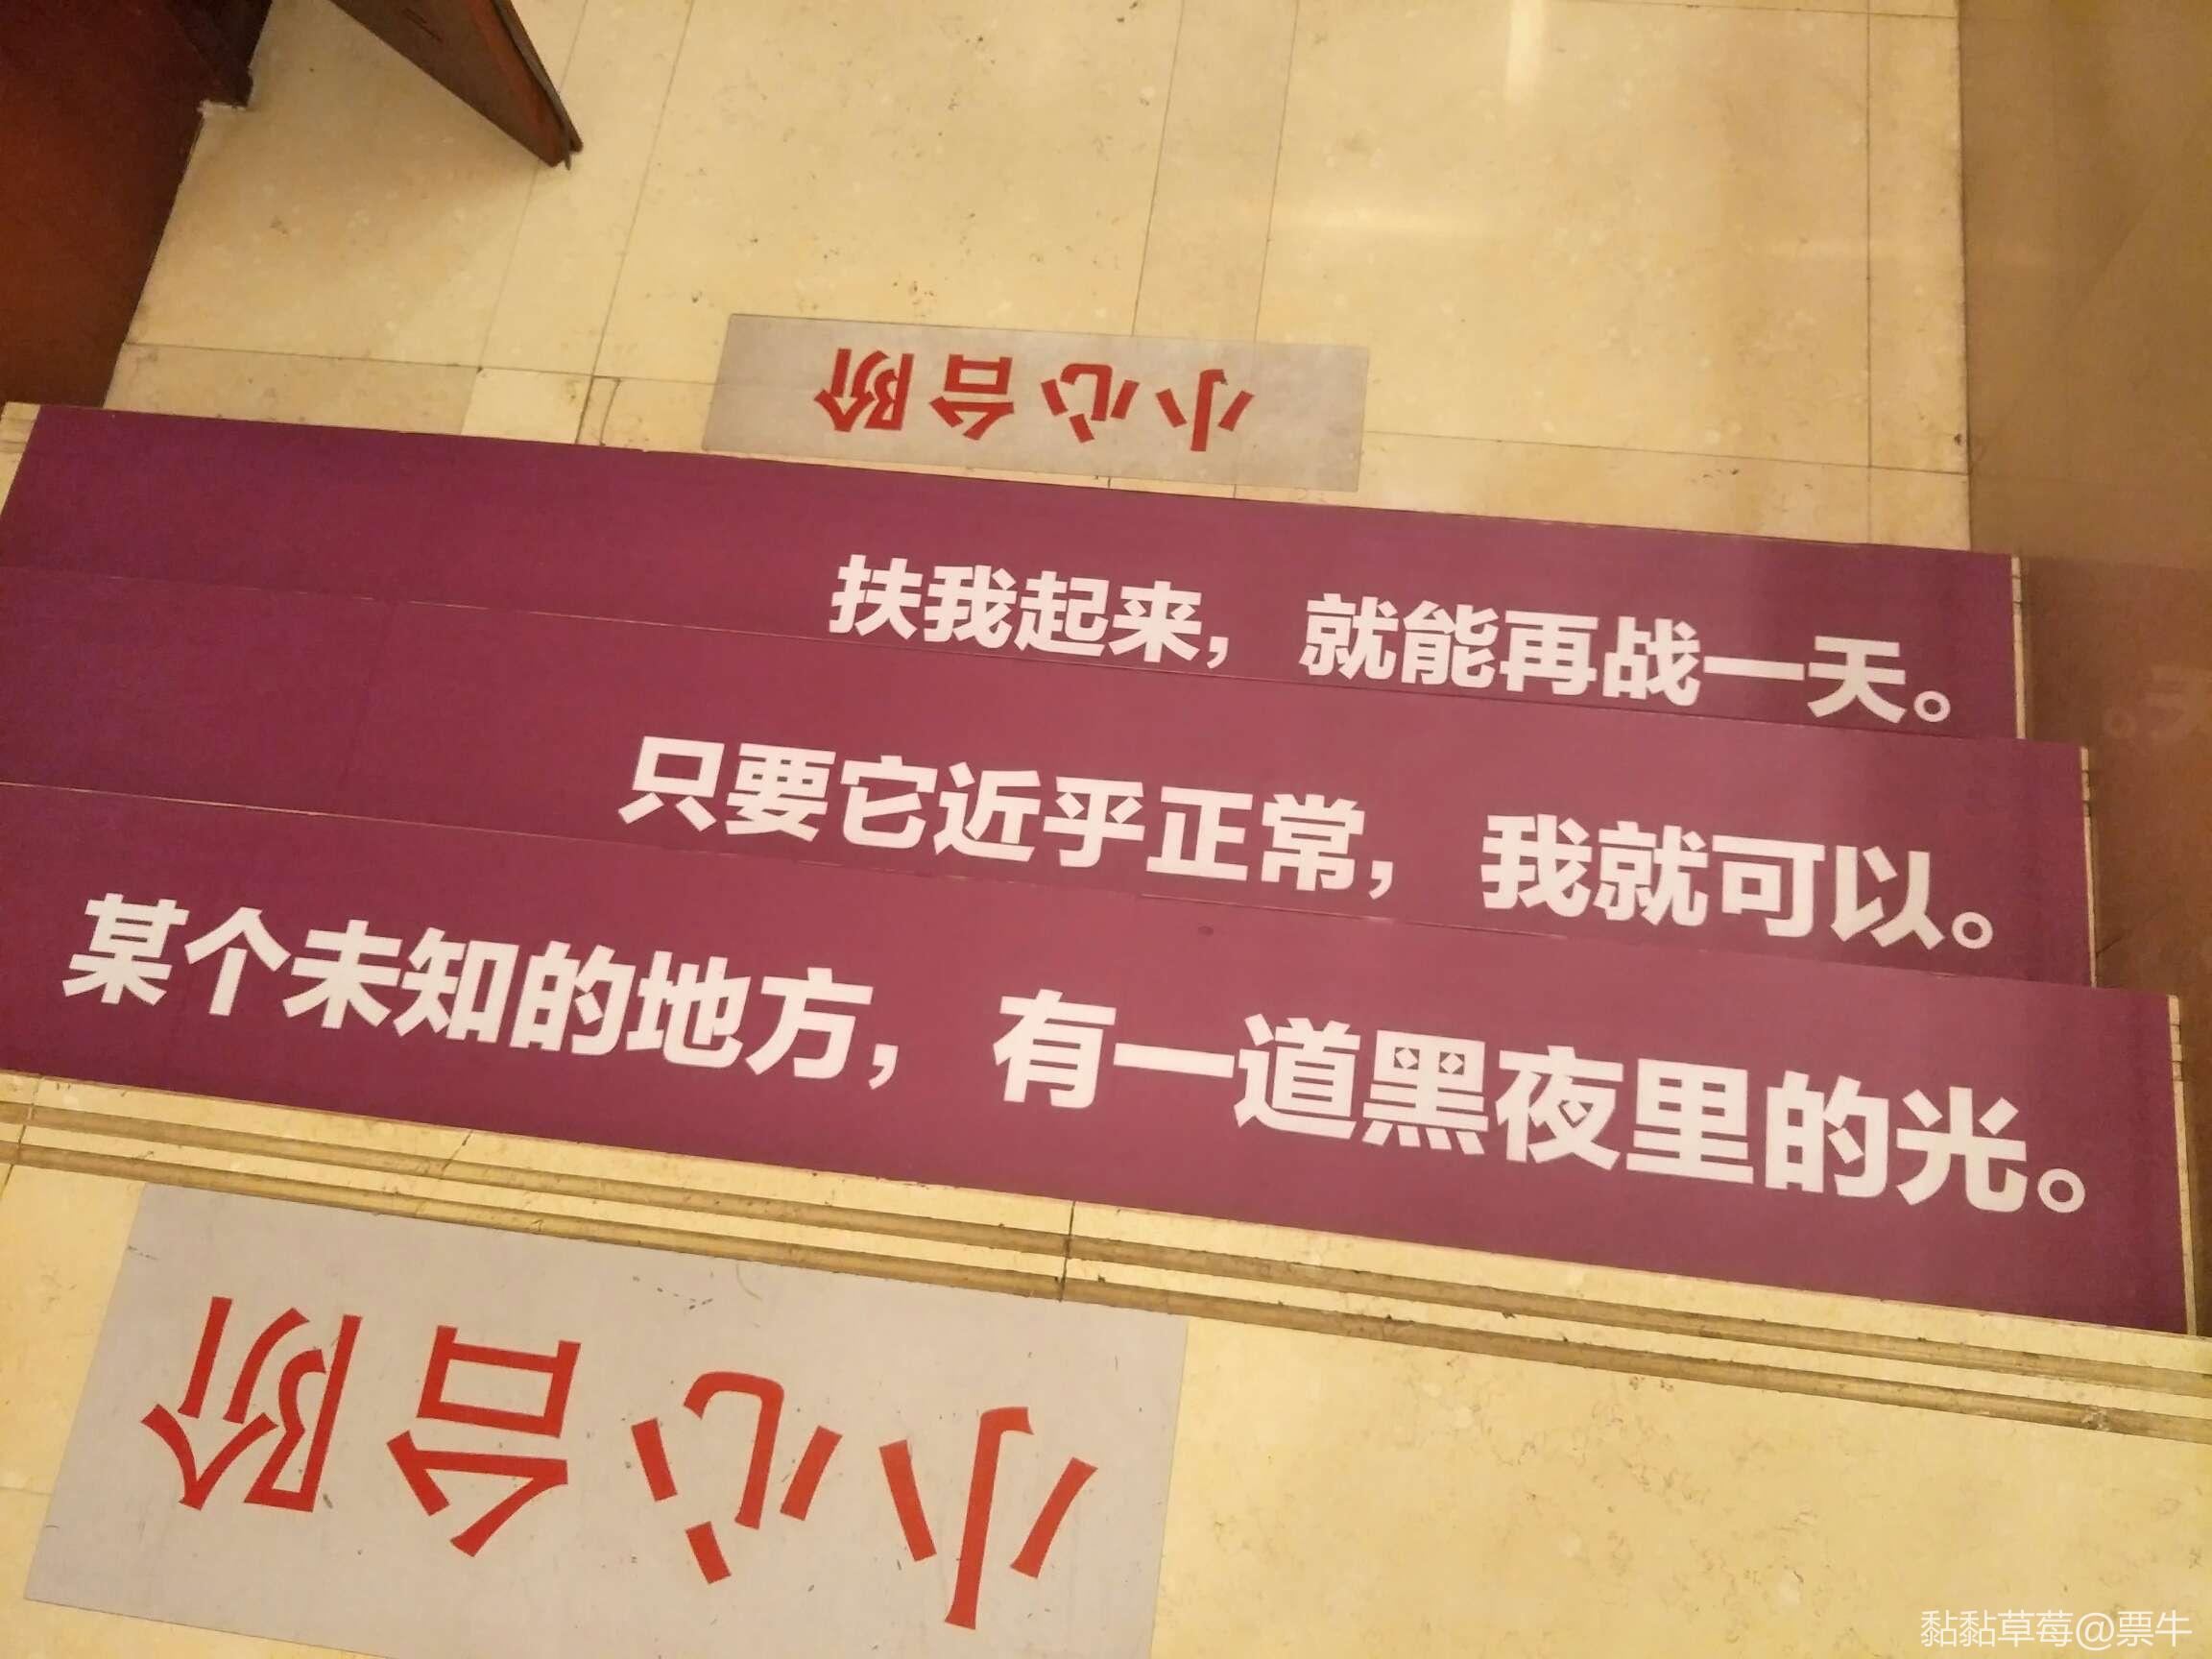 小心台阶
扶我起来，就能再战一天。
只要它近乎正常，我就可以。
某个未知的地方，有一道黑夜里的光。
小心台阶
黏黏草莓@票牛